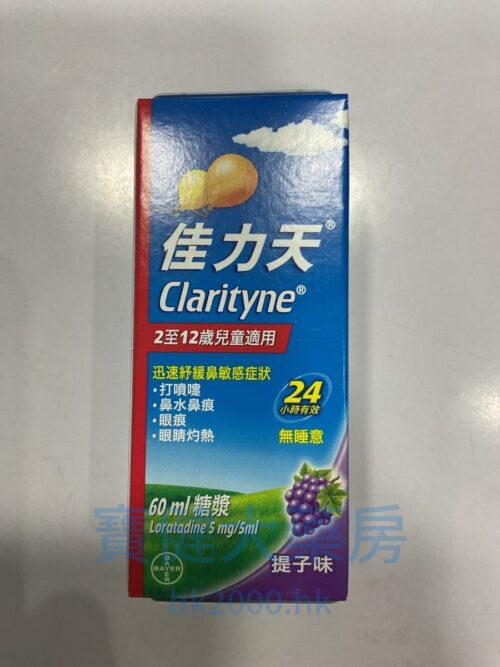 佳力天®
Clarityne®
2至12歲兒童適用
迅速紓緩鼻敏感症狀
·打噴嚏
·鼻水鼻痕
·眼痕
·眼睛灼熱
24
小時有效
無睡意
60 ml 糖漿
Loratadine 5 mg/5ml
BAYER
BAYER
提子味
寶健大藥房
bk2000.hk